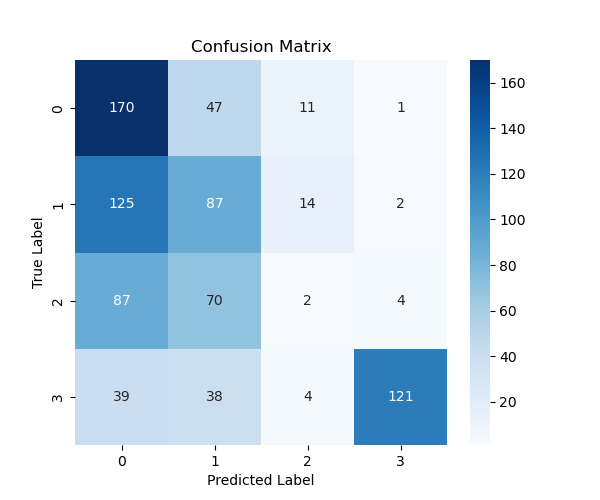 Confusion Matrix
0 170 47 11 1
1 125 87 14 2
2 87 70 2 4
3 39 38 4 121
0 1 2 3
True Label
Predicted Label
160
140
120
100
80
60
40
20